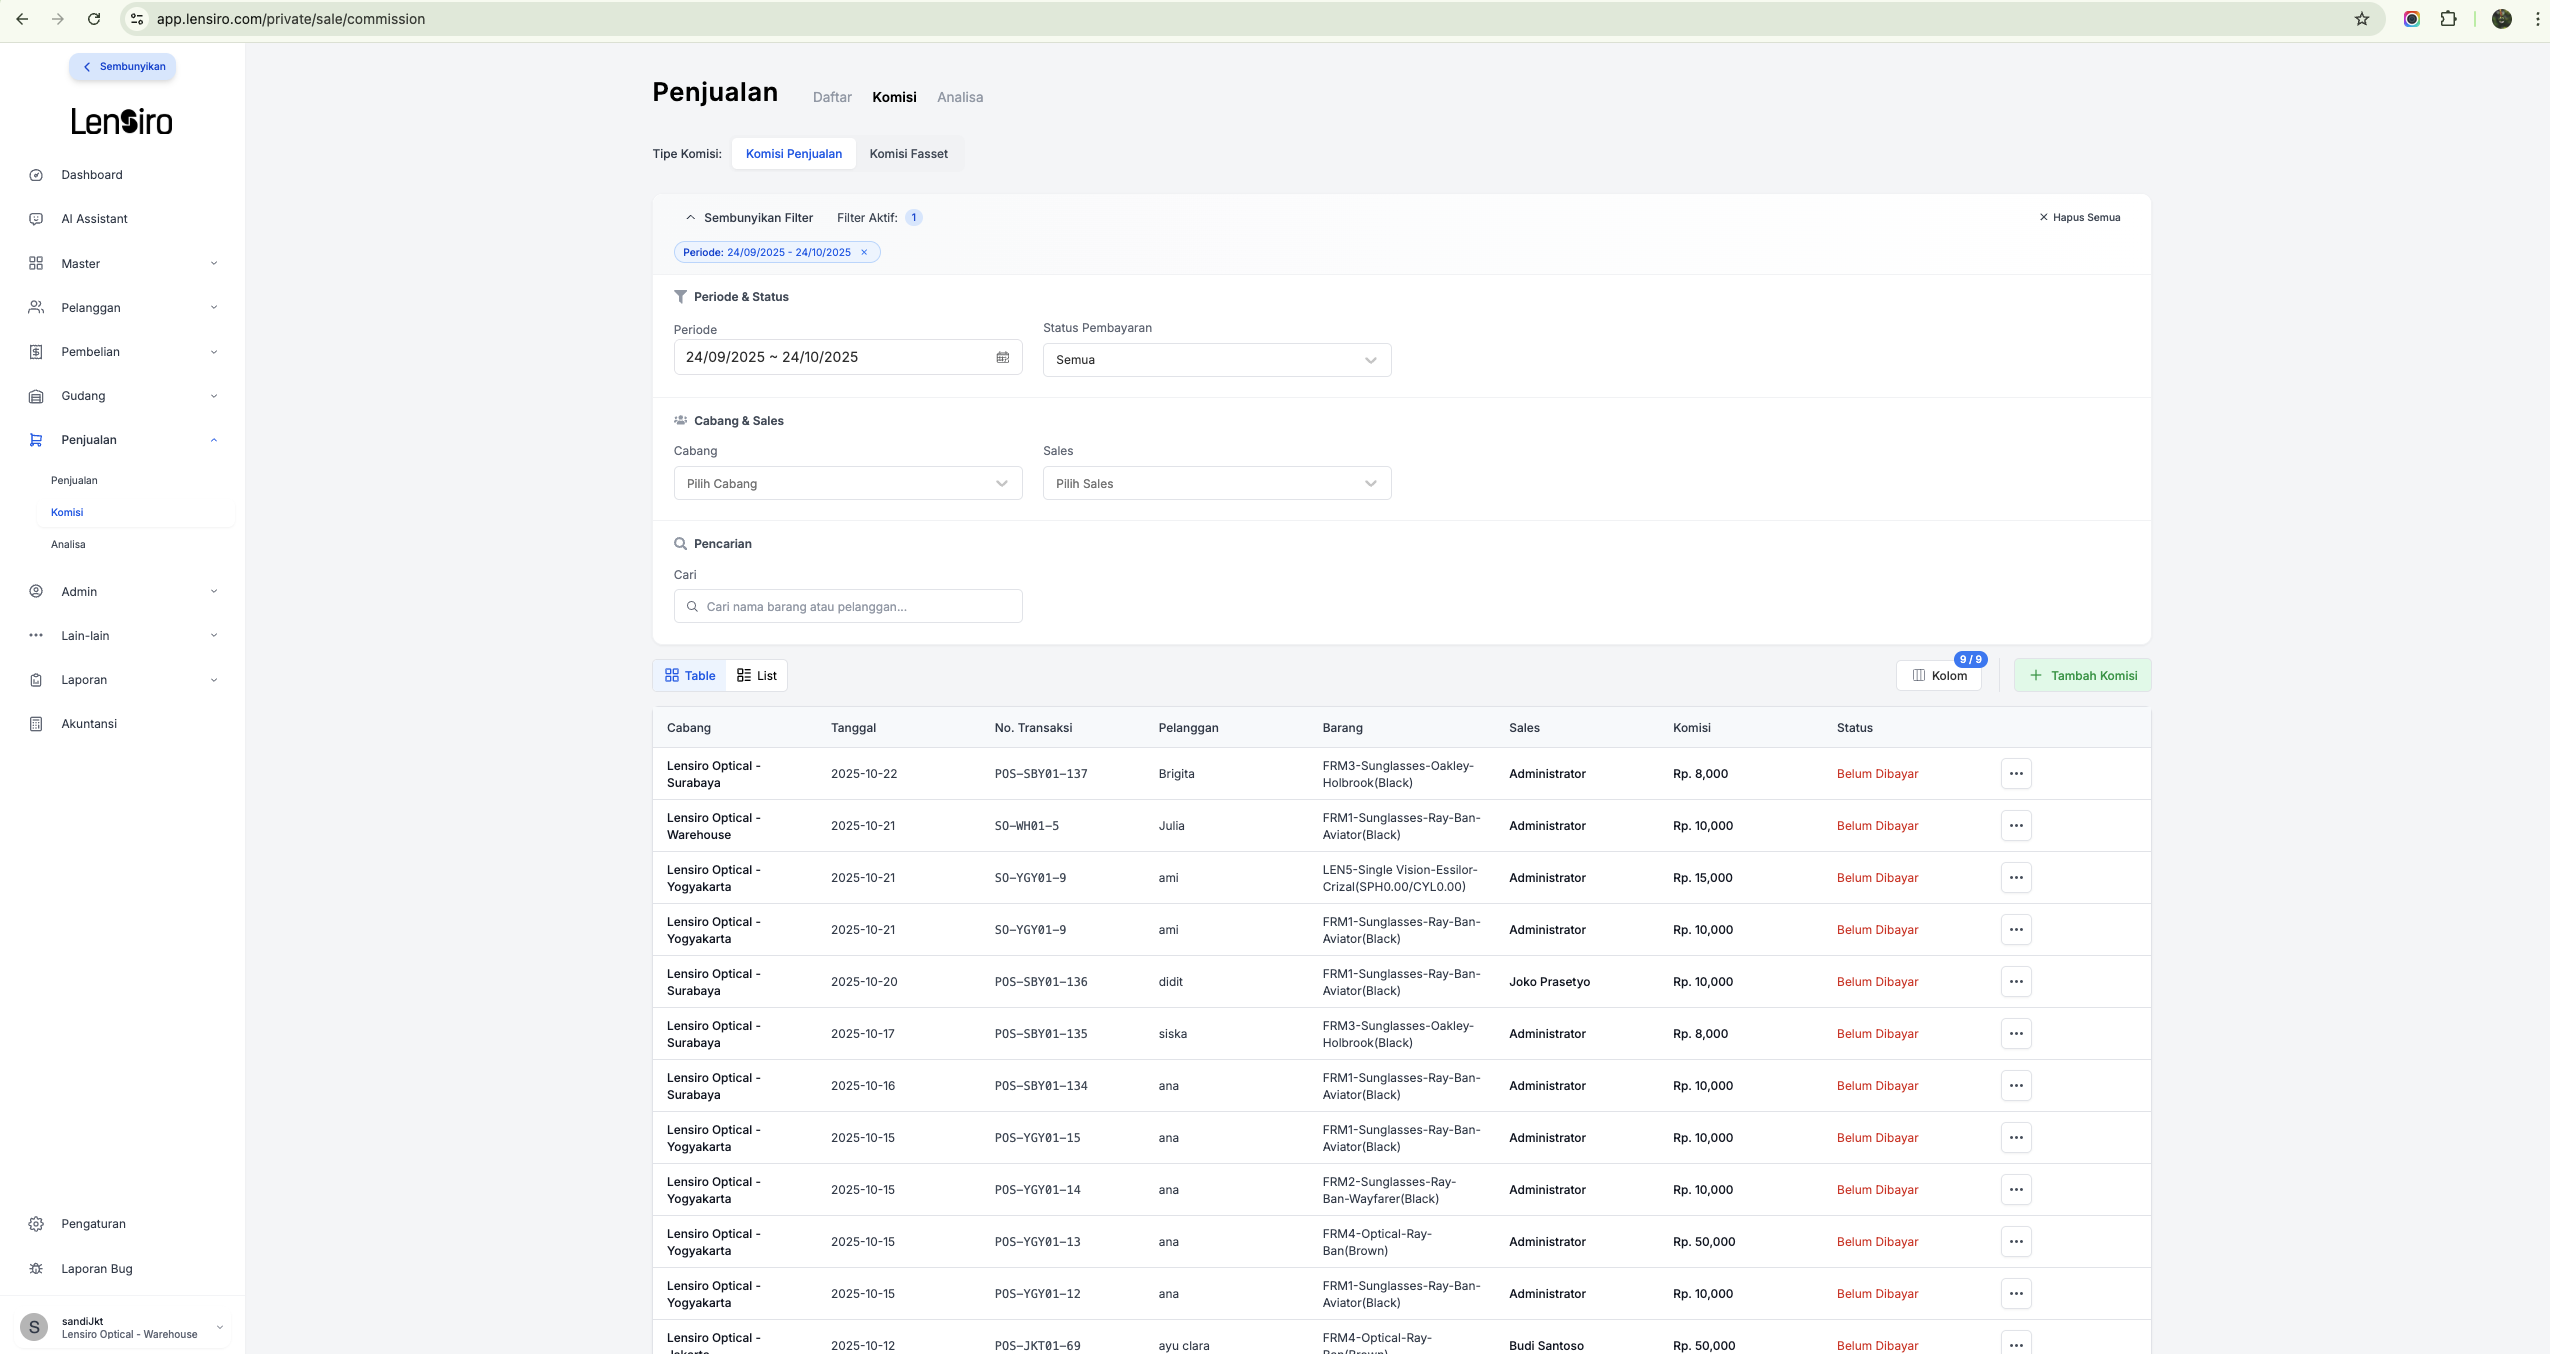 app.lensiro.com/private/sale/commission
Sembunyikan
Lensiro
Dashboard
AI Assistant
Master
Pelanggan
Pembelian
Gudang
Penjualan
Penjualan
Komisi
Analisa
Admin
Lain-lain
Laporan
Akuntansi
Pengaturan
Laporan Bug
S
sandiJkt
Lensiro Optical - Warehouse
Penjualan Daftar Komisi Analisa
Tipe Komisi: Komisi Penjualan Komisi Fasset
Sembunyikan Filter Filter Aktif: 1 Hapus Semua
Periode: 24/09/2025 - 24/10/2025 ×
Periode & Status
Periode Status Pembayaran
24/09/2025 ~ 24/10/2025 Semua
Cabang & Sales
Cabang Sales
Pilih Cabang Pilih Sales
Pencarian
Cari
Cari nama barang atau pelanggan...
Table List 9 / 9 Kolom + Tambah Komisi
Cabang Tanggal No. Transaksi Pelanggan Barang Sales Komisi Status
Lensiro Optical - Surabaya 2025-10-22 POS-SBY01-137 Brigita FRM3-Sunglasses-Oakley-Holbrook(Black) Administrator Rp. 8,000 Belum Dibayar
Lensiro Optical - Warehouse 2025-10-21 SO-WH01-5 Julia FRM1-Sunglasses-Ray-Ban-Aviator(Black) Administrator Rp. 10,000 Belum Dibayar
Lensiro Optical - Yogyakarta 2025-10-21 SO-YGY01-9 ami LEN5-Single Vision-Essilor-Crizal(SPH0.00/CYL0.00) Administrator Rp. 15,000 Belum Dibayar
Lensiro Optical - Yogyakarta 2025-10-21 SO-YGY01-9 ami FRM1-Sunglasses-Ray-Ban-Aviator(Black) Administrator Rp. 10,000 Belum Dibayar
Lensiro Optical - Surabaya 2025-10-20 POS-SBY01-136 didit FRM1-Sunglasses-Ray-Ban-Aviator(Black) Joko Prasetyo Rp. 10,000 Belum Dibayar
Lensiro Optical - Surabaya 2025-10-17 POS-SBY01-135 siska FRM3-Sunglasses-Oakley-Holbrook(Black) Administrator Rp. 8,000 Belum Dibayar
Lensiro Optical - Surabaya 2025-10-16 POS-SBY01-134 ana FRM1-Sunglasses-Ray-Ban-Aviator(Black) Administrator Rp. 10,000 Belum Dibayar
Lensiro Optical - Yogyakarta 2025-10-15 POS-YGY01-15 ana FRM1-Sunglasses-Ray-Ban-Aviator(Black) Administrator Rp. 10,000 Belum Dibayar
Lensiro Optical - Yogyakarta 2025-10-15 POS-YGY01-14 ana FRM2-Sunglasses-Ray-Ban-Wayfarer(Black) Administrator Rp. 10,000 Belum Dibayar
Lensiro Optical - Yogyakarta 2025-10-15 POS-YGY01-13 ana FRM4-Optical-Ray-Ban(Brown) Administrator Rp. 50,000 Belum Dibayar
Lensiro Optical - Yogyakarta 2025-10-15 POS-YGY01-12 ana FRM1-Sunglasses-Ray-Ban-Aviator(Black) Administrator Rp. 10,000 Belum Dibayar
Lensiro Optical - 2025-10-12 POS-JKT01-69 ayu clara FRM4-Optical-Ray- Budi Santoso Rp. 50,000 Belum Dibayar